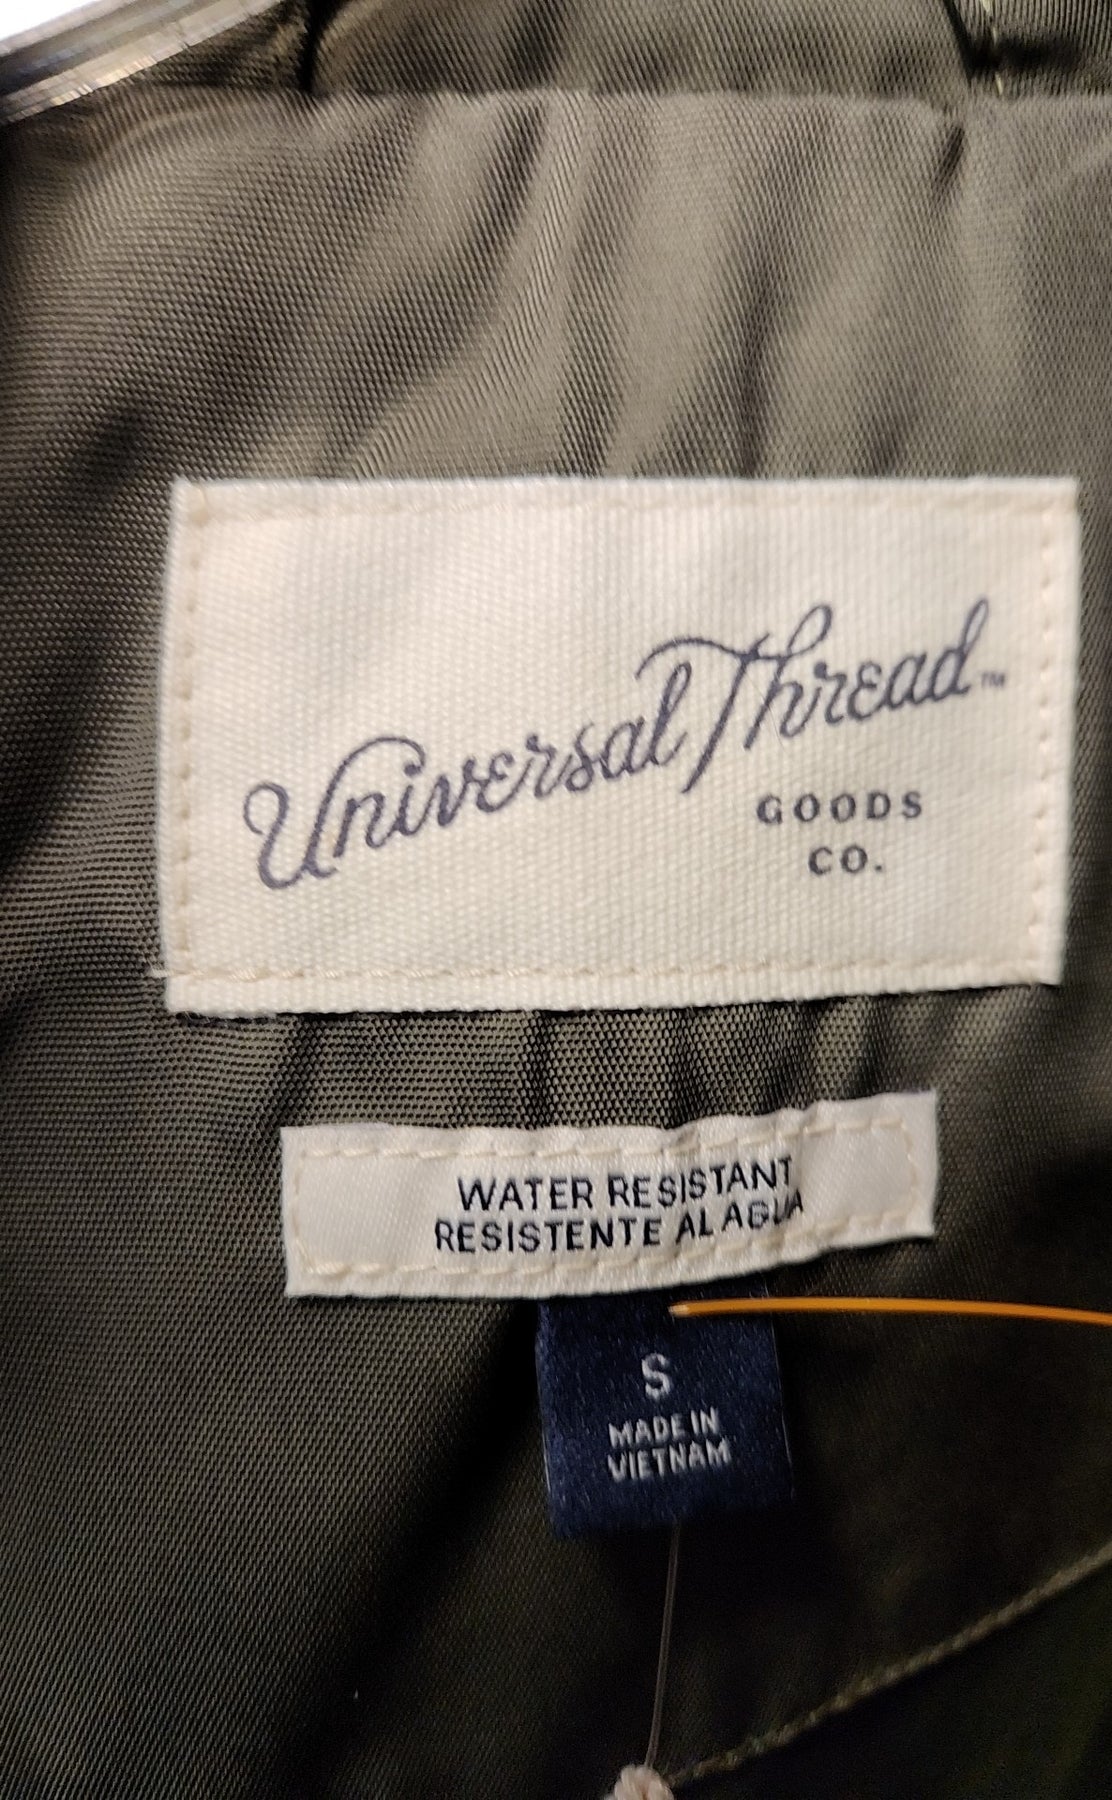 Universal Thread™
GOODS
CO.
WATER RESISTANT
RESISTENTE AL AGUA
S
MADE IN
VIETNAM